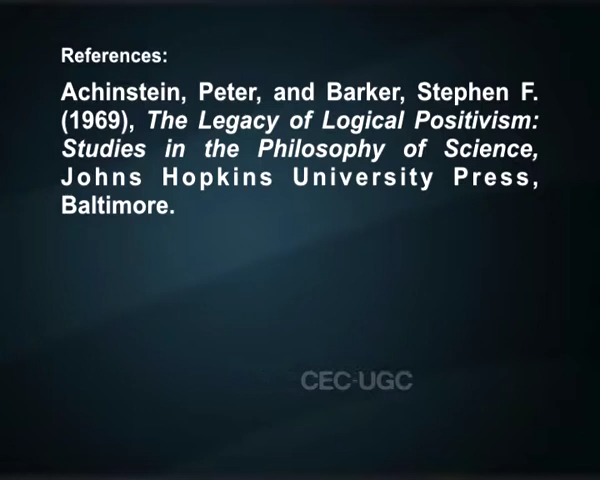 References:
Achinstein, Peter, and Barker, Stephen F.
(1969), The Legacy of Logical Positivism:
Studies in the Philosophy of Science,
Johns Hopkins University Press,
Baltimore.
CEC-UGC